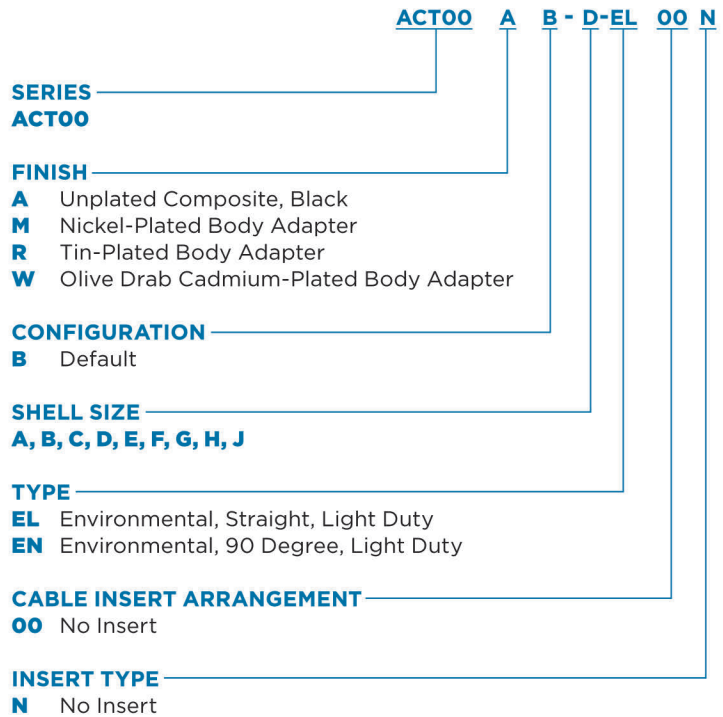 ACT00 A B - D-EL 00 N
SERIES
ACT00
FINISH
A Unplated Composite, Black
M Nickel-Plated Body Adapter
R Tin-Plated Body Adapter
W Olive Drab Cadmium-Plated Body Adapter
CONFIGURATION
B Default
SHELL SIZE
A, B, C, D, E, F, G, H, J
TYPE
EL Environmental, Straight, Light Duty
EN Environmental, 90 Degree, Light Duty
CABLE INSERT ARRANGEMENT
00 No Insert
INSERT TYPE
N No Insert